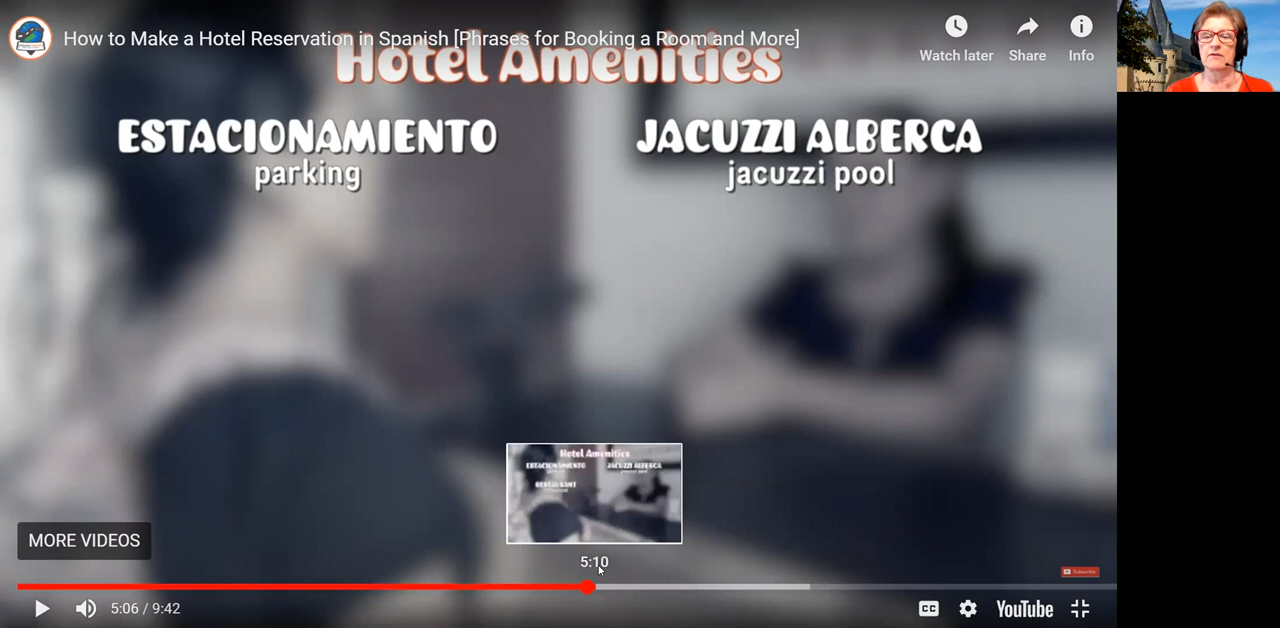 How to Make a Hotel Reservation in Spanish [Phrases for Booking a Room and More]
Watch later
Share
Info
Hotel Amenities
ESTACIONAMIENTO
parking
JACUZZI ALBERCA
jacuzzi pool
Hotel Amenities
ESTACIONAMIENTO
JACUZZI ALBERCA
RESTAURANT
MORE VIDEOS
5:10
Subscribe
5:06 / 9:42
CC
YouTube